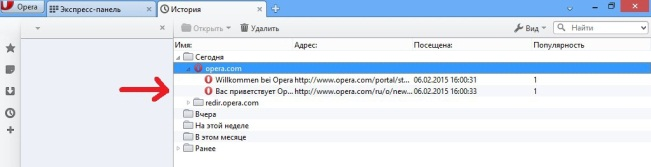 Opera Экспресс-панель × История ×
× Открыть Удалить Вид Найти
Имя: Адрес: Посещена: Популярность
Сегодня
opera.com
Willkommen bei Opera http://www.opera.com/portal/st... 06.02.2015 16:00:31 1
Вас приветствует Op... http://www.opera.com/ru/o/new... 06.02.2015 16:00:33 1
redir.opera.com
Вчера
На этой неделе
В этом месяце
Ранее